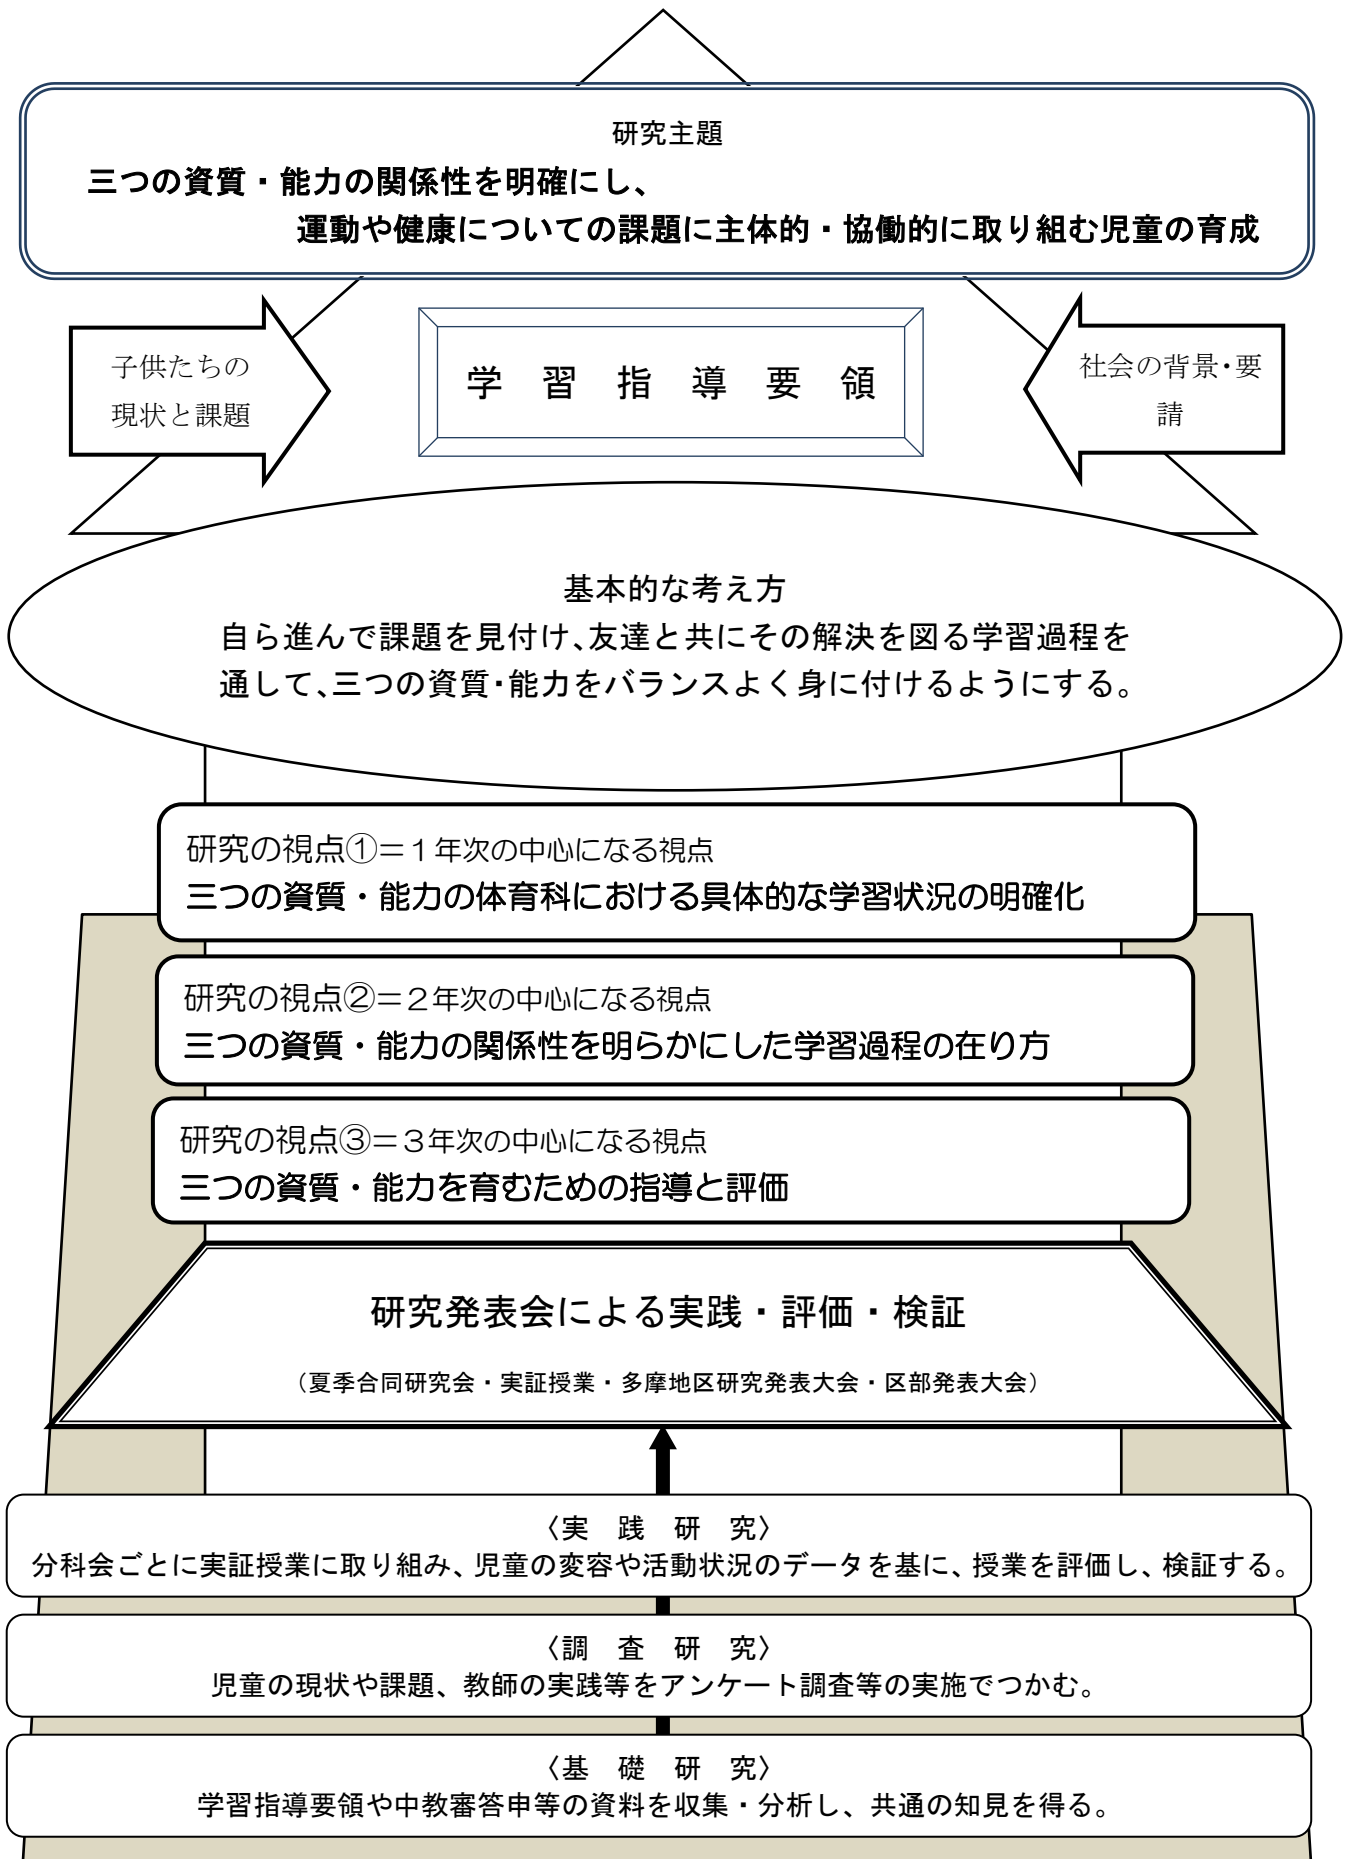 研究主題
三つの資質・能力の関係性を明確にし、
運動や健康についての課題に主体的・協働的に取り組む児童の育成
子供たちの
現状と課題
学 習 指 導 要 領
社会の背景・要
請
基本的な考え方
自ら進んで課題を見付け、友達と共にその解決を図る学習過程を
通して、三つの資質・能力をバランスよく身に付けるようにする。
研究の視点①＝１年次の中心になる視点
三つの資質・能力の体育科における具体的な学習状況の明確化
研究の視点②＝２年次の中心になる視点
三つの資質・能力の関係性を明らかにした学習過程の在り方
研究の視点③＝３年次の中心になる視点
三つの資質・能力を育むための指導と評価
研究発表会による実践・評価・検証
（夏季合同研究会・実証授業・多摩地区研究発表大会・区部発表大会）
〈実 践 研 究〉
分科会ごとに実証授業に取り組み、児童の変容や活動状況のデータを基に、授業を評価し、検証する。
〈調 査 研 究〉
児童の現状や課題、教師の実践等をアンケート調査等の実施でつかむ。
〈基 礎 研 究〉
学習指導要領や中教審答申等の資料を収集・分析し、共通の知見を得る。